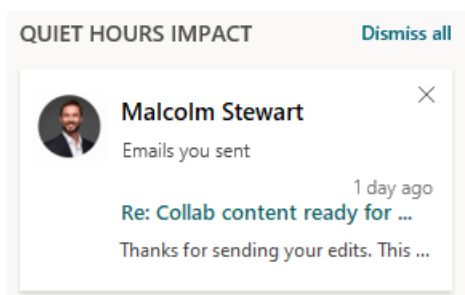 QUIET HOURS IMPACT Dismiss all
Malcolm Stewart
Emails you sent
1 day ago
Re: Collab content ready for ...
Thanks for sending your edits. This ...